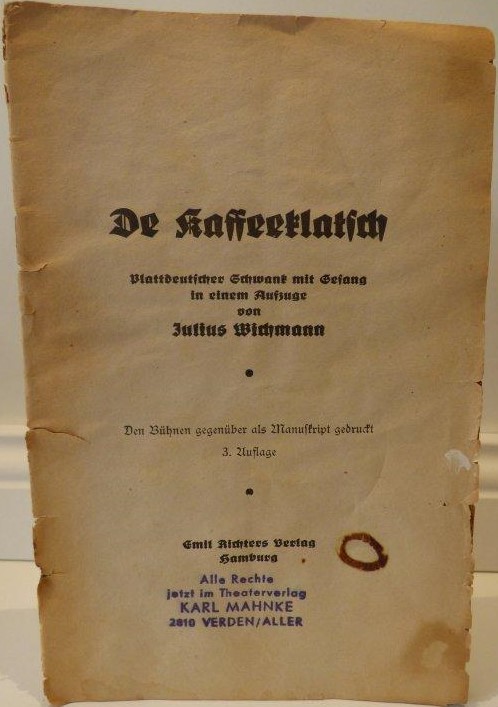 De Kaffeeklatsch
Plattdeutscher Schwank mit Gesang
in einem Aufzuge
von
Julius Wichmann
Den Bühnen gegenüber als Manuskript gedruckt
3. Auflage
Emil Richters Verlag
Hamburg
Alle Rechte
jetzt im Theaterverlag
KARL MAHNKE
2810 VERDEN/ALLER